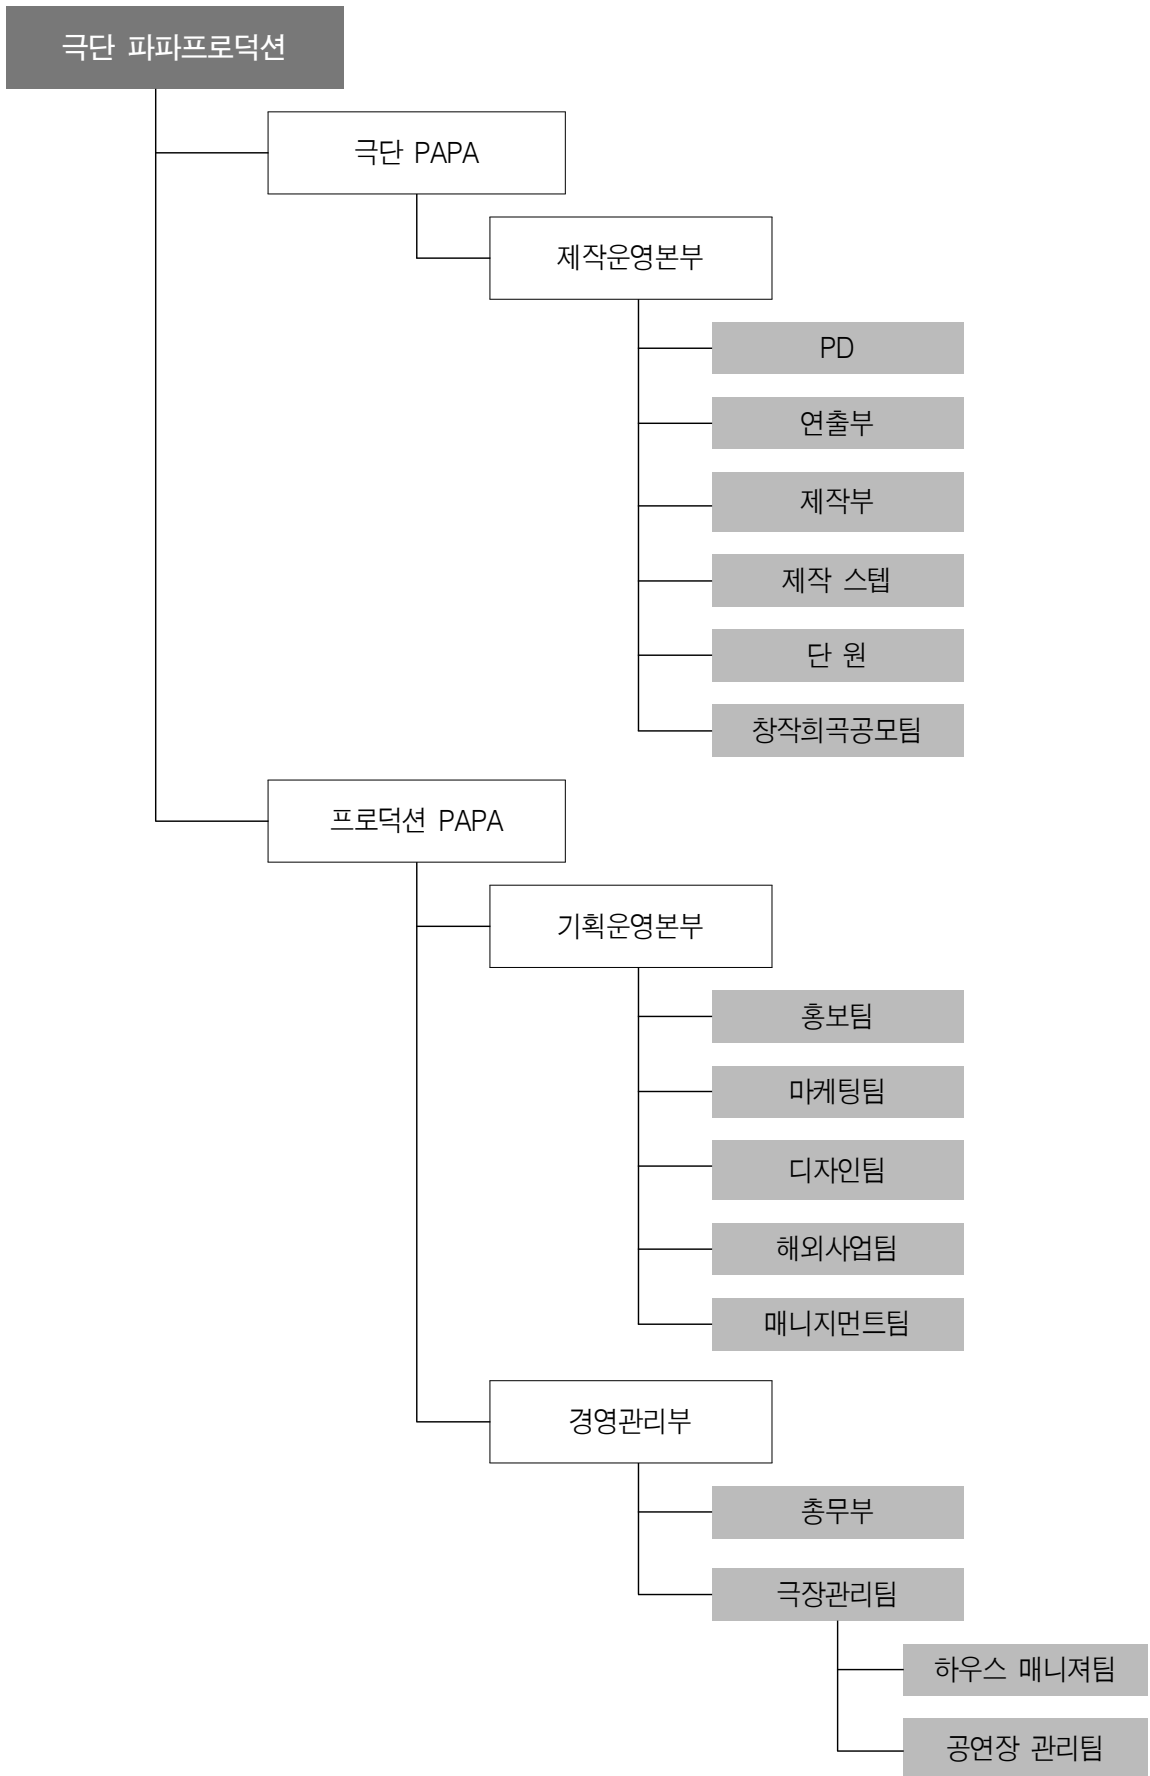 극단 파파프로덕션
극단 PAPA
제작운영본부
PD
연출부
제작부
제작 스텝
단 원
창작희곡공모팀
프로덕션 PAPA
기획운영본부
홍보팀
마케팅팀
디자인팀
해외사업팀
매니지먼트팀
경영관리부
총무부
극장관리팀
하우스 매니져팀
공연장 관리팀